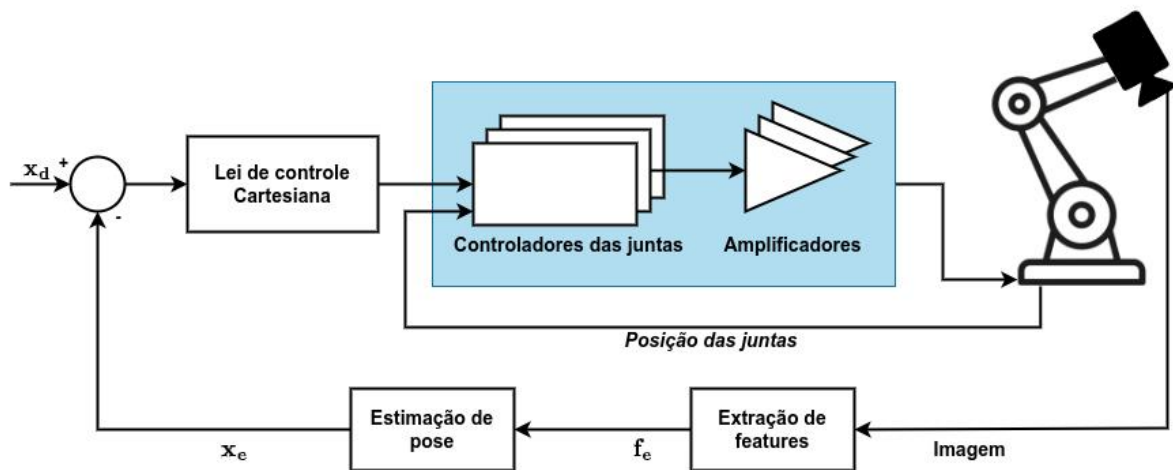 x_d
+
-
Lei de controle
Cartesiana
Controladores das juntas
Amplificadores
Posição das juntas
Estimação de
pose
Extração de
features
x_e
f_e
Imagem